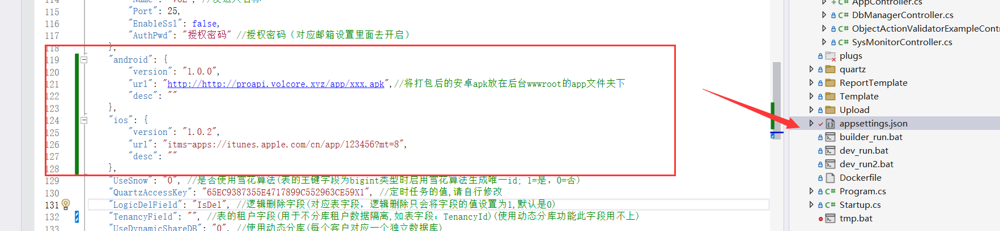 114 "Name": "VOL", //发送人名称
115 "Port": 25,
116 "EnableSsl": false,
117 "AuthPwd": "授权密码" //授权密码（对应邮箱设置里面去开启）
118 },
119 "android": {
120 "version": "1.0.0",
121 "url": "http://http://proapi.volcore.xyz/app/xxx.apk",//将打包后的安卓apk放在后台wwwroot的app文件夹下
122 "desc": ""
123 },
124 "ios": {
125 "version": "1.0.2",
126 "url": "itms-apps://itunes.apple.com/cn/app/123456?mt=8",
127 "desc": ""
128 },
129 "UseSnow": "0", //是否使用雪花算法(表的主键字段为bigint类型时启用雪花算法生成唯一id; 1=是, 0=否)
130 "QuartzAccessKey": "65EC9387355E4717899C552963CE59X1", //定时任务的值,请自行修改
131 "LogicDelField": "IsDel", //逻辑删除字段(对应表字段, 逻辑删除只会将字段的值设置为1,默认是0)
132 "TenancyField": "", //表的租户字段(用于不分库租户数据隔离,如表字段: TenancyId)(使用动态分库功能此字段用不上)
133 "UseDynamicShareDB": "0", //使用动态分库(每个客户对应一个独立数据库)
AppController.cs
C# DbManagerController.cs
C# ObjectActionValidatorExampleContr
C# SysMonitorController.cs
plugs
quartz
ReportTemplate
Template
Upload
appsettings.json
builder_run.bat
dev_run.bat
dev_run2.bat
Dockerfile
C# Program.cs
C# Startup.cs
tmp.bat